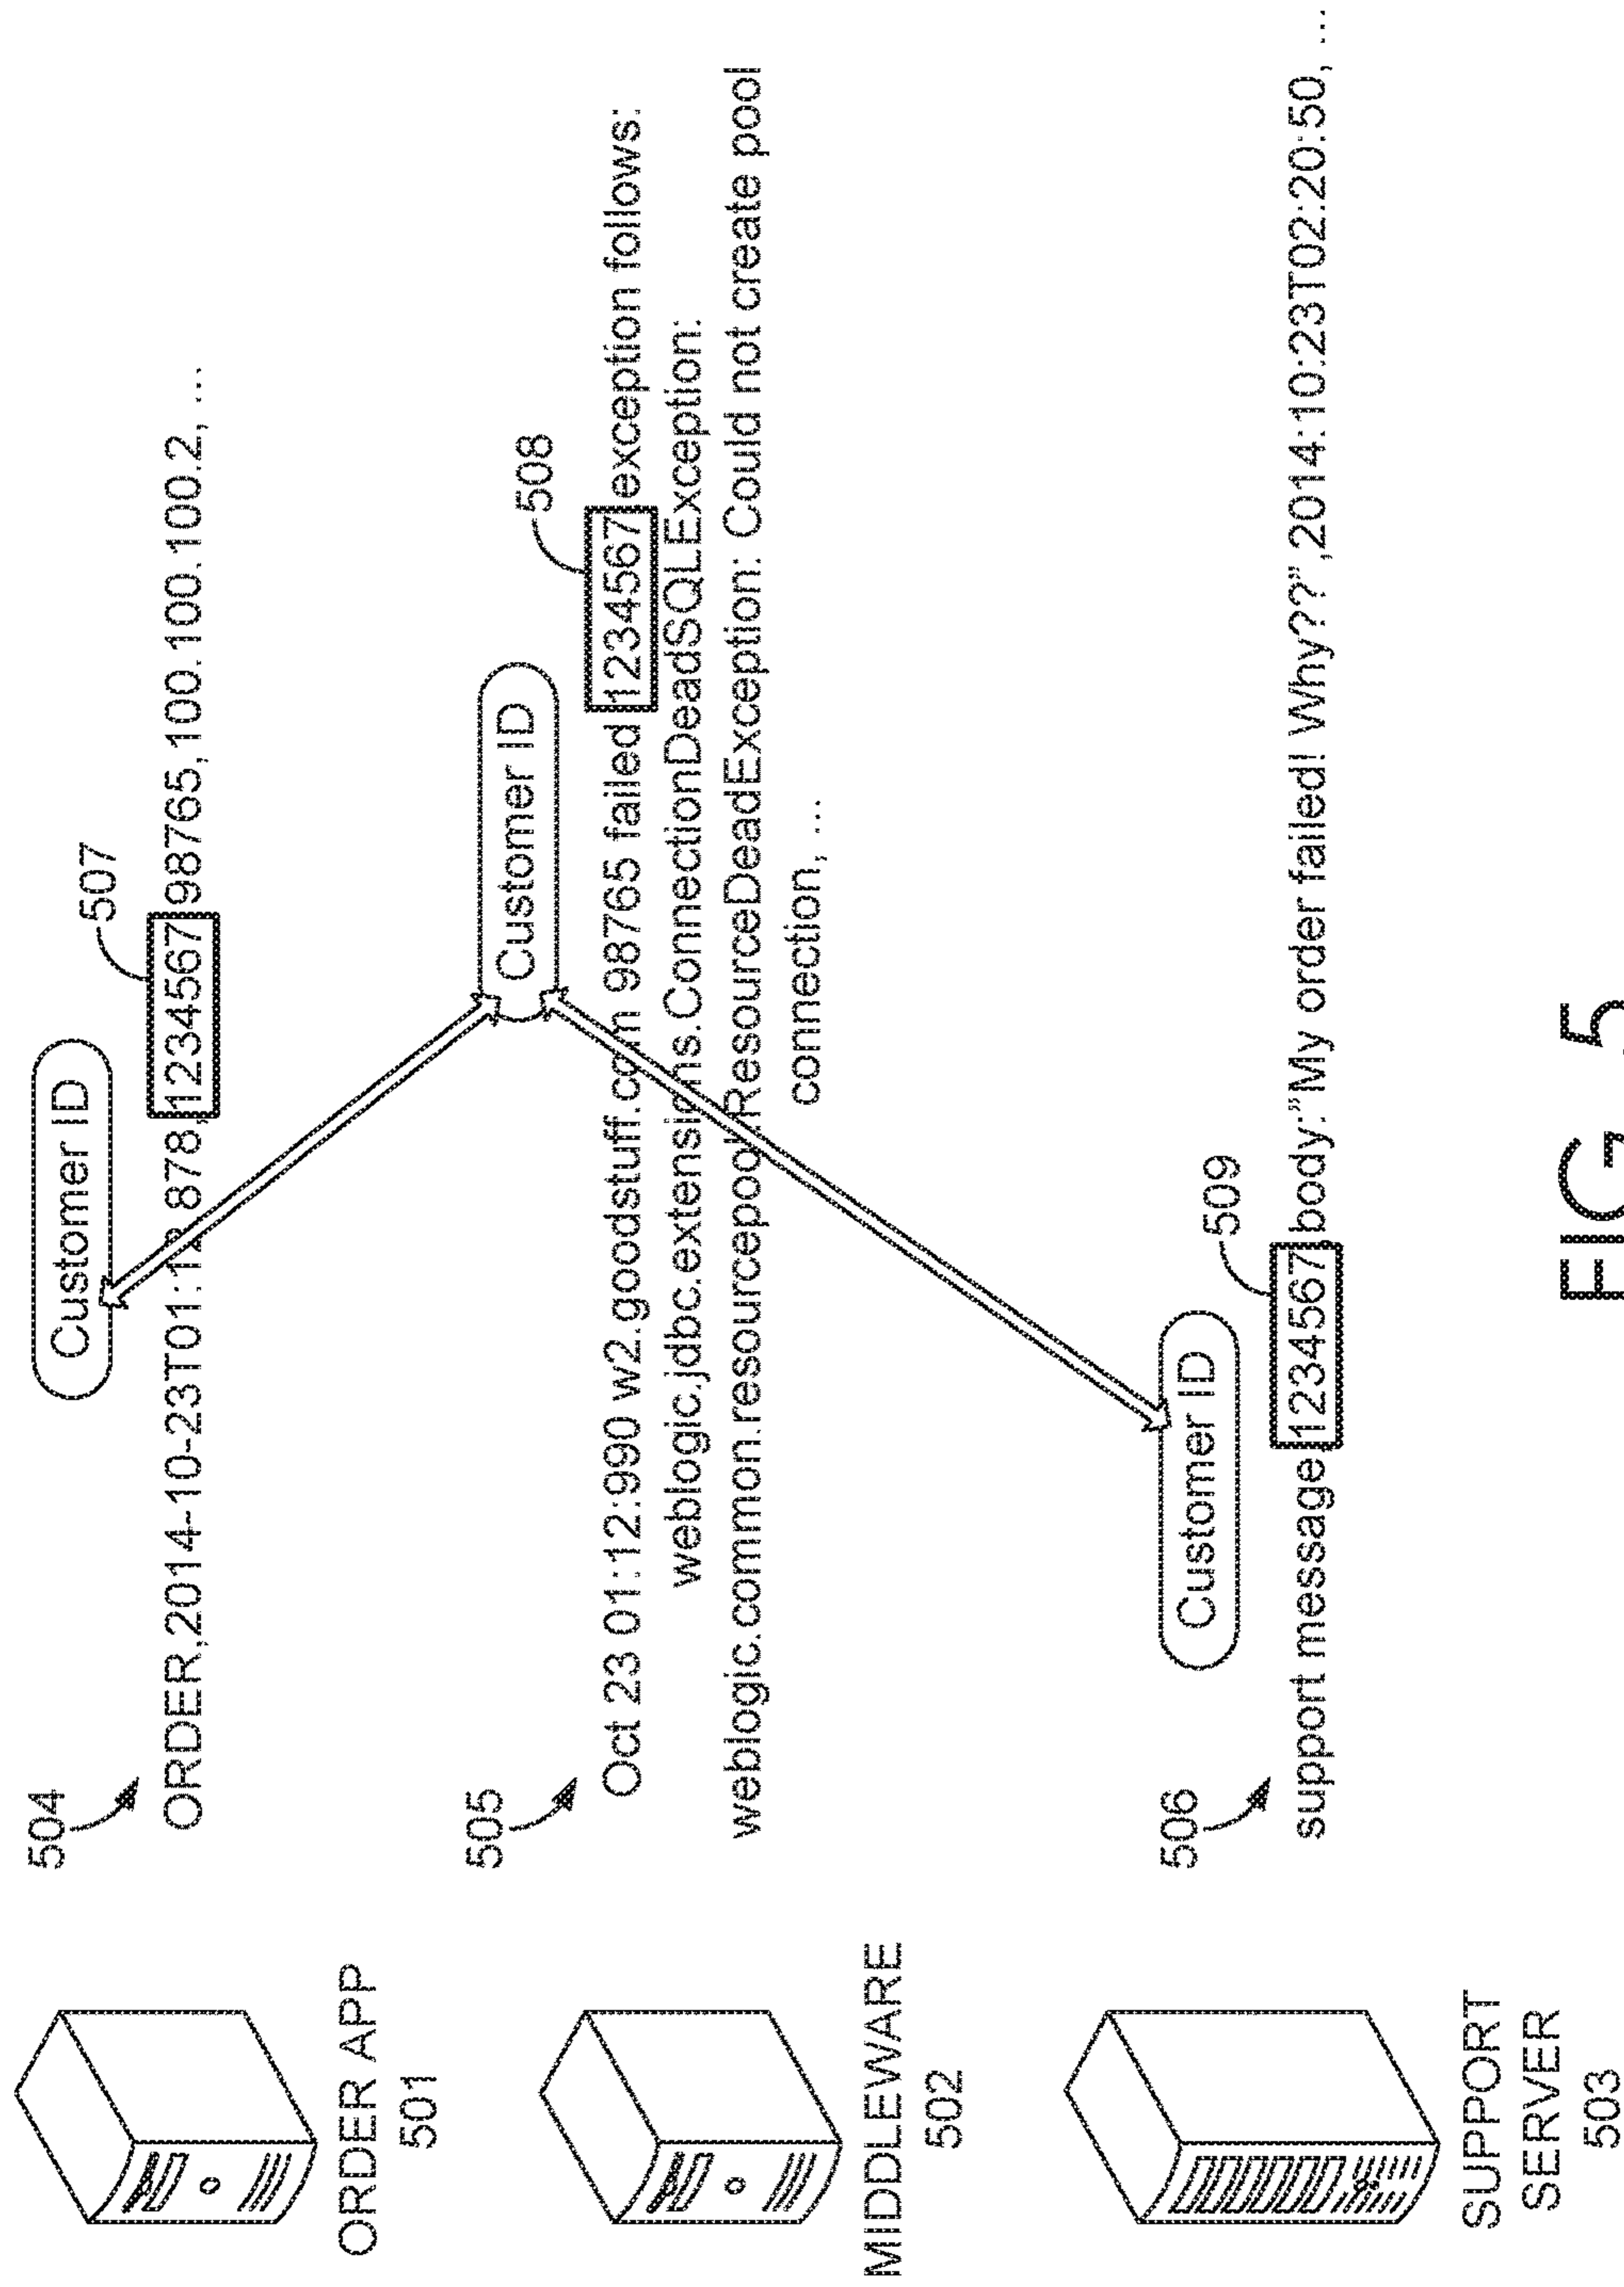 ORDER APP
501
504
Customer ID
507
ORDER,2014-10-23T01:12 878,1234567,98765,100.100.100.2, ...
MIDDLEWARE
502
505
Customer ID
508
Oct 23 01:12:990 w2.goodstuff.com 98765 failed 1234567 exception follows:
weblogic.jdbc.extensions.ConnectionDeadSQLException:
weblogic.common.resourcepool.ResourceDeadException: Could not create pool
connection, ...
SUPPORT
SERVER
503
506
Customer ID
509
support message,1234567,body:"My order failed! Why??",2014:10:23T02:20:50, ...
FIG. 5